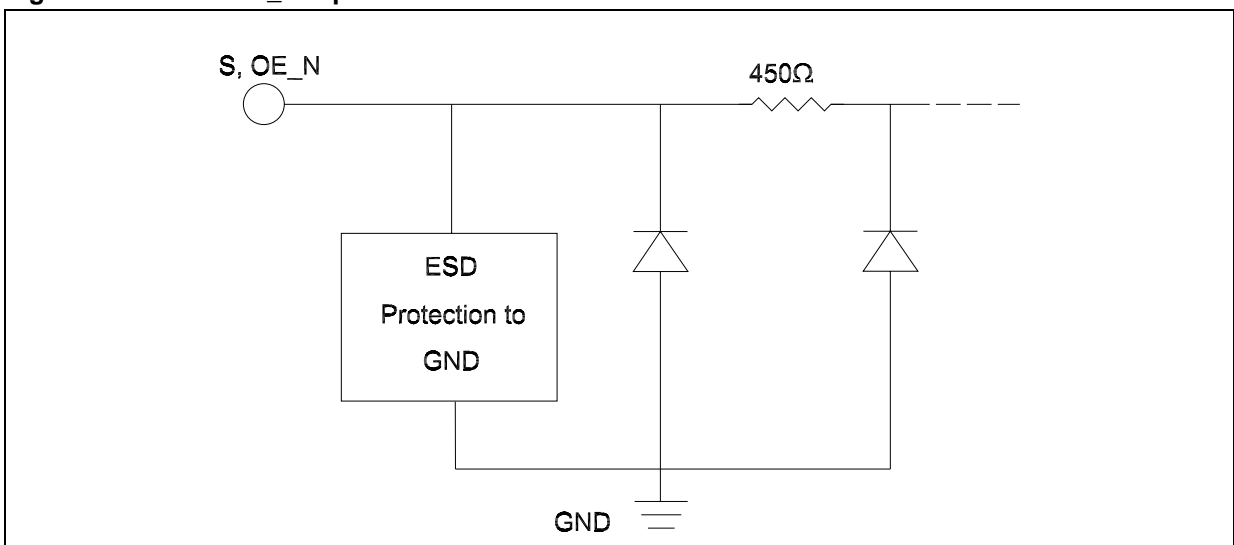 S, OE_N
450Ω
ESD
Protection to
GND
GND